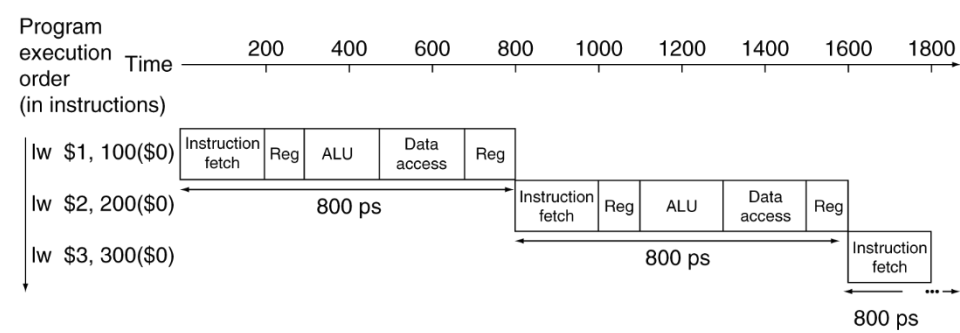 Program
execution
order
(in instructions)
Time
200 400 600 800 1000 1200 1400 1600 1800
lw $1, 100($0)
Instruction
fetch
Reg
ALU
Data
access
Reg
800 ps
lw $2, 200($0)
Instruction
fetch
Reg
ALU
Data
access
Reg
800 ps
lw $3, 300($0)
Instruction
fetch
...
800 ps